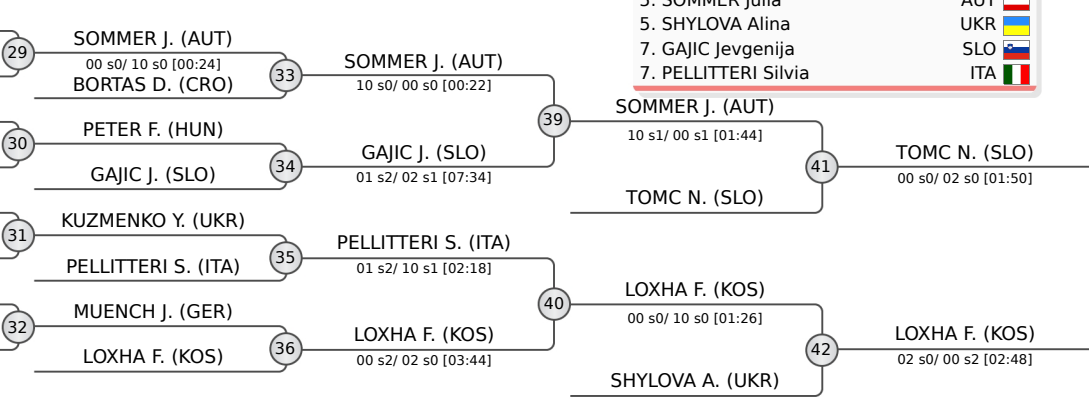 5. SOMMER Julia AUT
5. SHYLOVA Alina UKR
7. GAJIC Jevgenija SLO
7. PELLITTERI Silvia ITA
29
SOMMER J. (AUT)
00 s0/ 10 s0 [00:24]
BORTAS D. (CRO)
33
30
PETER F. (HUN)
GAJIC J. (SLO)
34
31
KUZMENKO Y. (UKR)
PELLITTERI S. (ITA)
35
32
MUENCH J. (GER)
LOXHA F. (KOS)
36
SOMMER J. (AUT)
10 s0/ 00 s0 [00:22]
GAJIC J. (SLO)
01 s2/ 02 s1 [07:34]
39
PELLITTERI S. (ITA)
01 s2/ 10 s1 [02:18]
LOXHA F. (KOS)
00 s2/ 02 s0 [03:44]
40
SOMMER J. (AUT)
10 s1/ 00 s1 [01:44]
TOMC N. (SLO)
41
LOXHA F. (KOS)
00 s0/ 10 s0 [01:26]
SHYLOVA A. (UKR)
42
TOMC N. (SLO)
00 s0/ 02 s0 [01:50]
LOXHA F. (KOS)
02 s0/ 00 s2 [02:48]